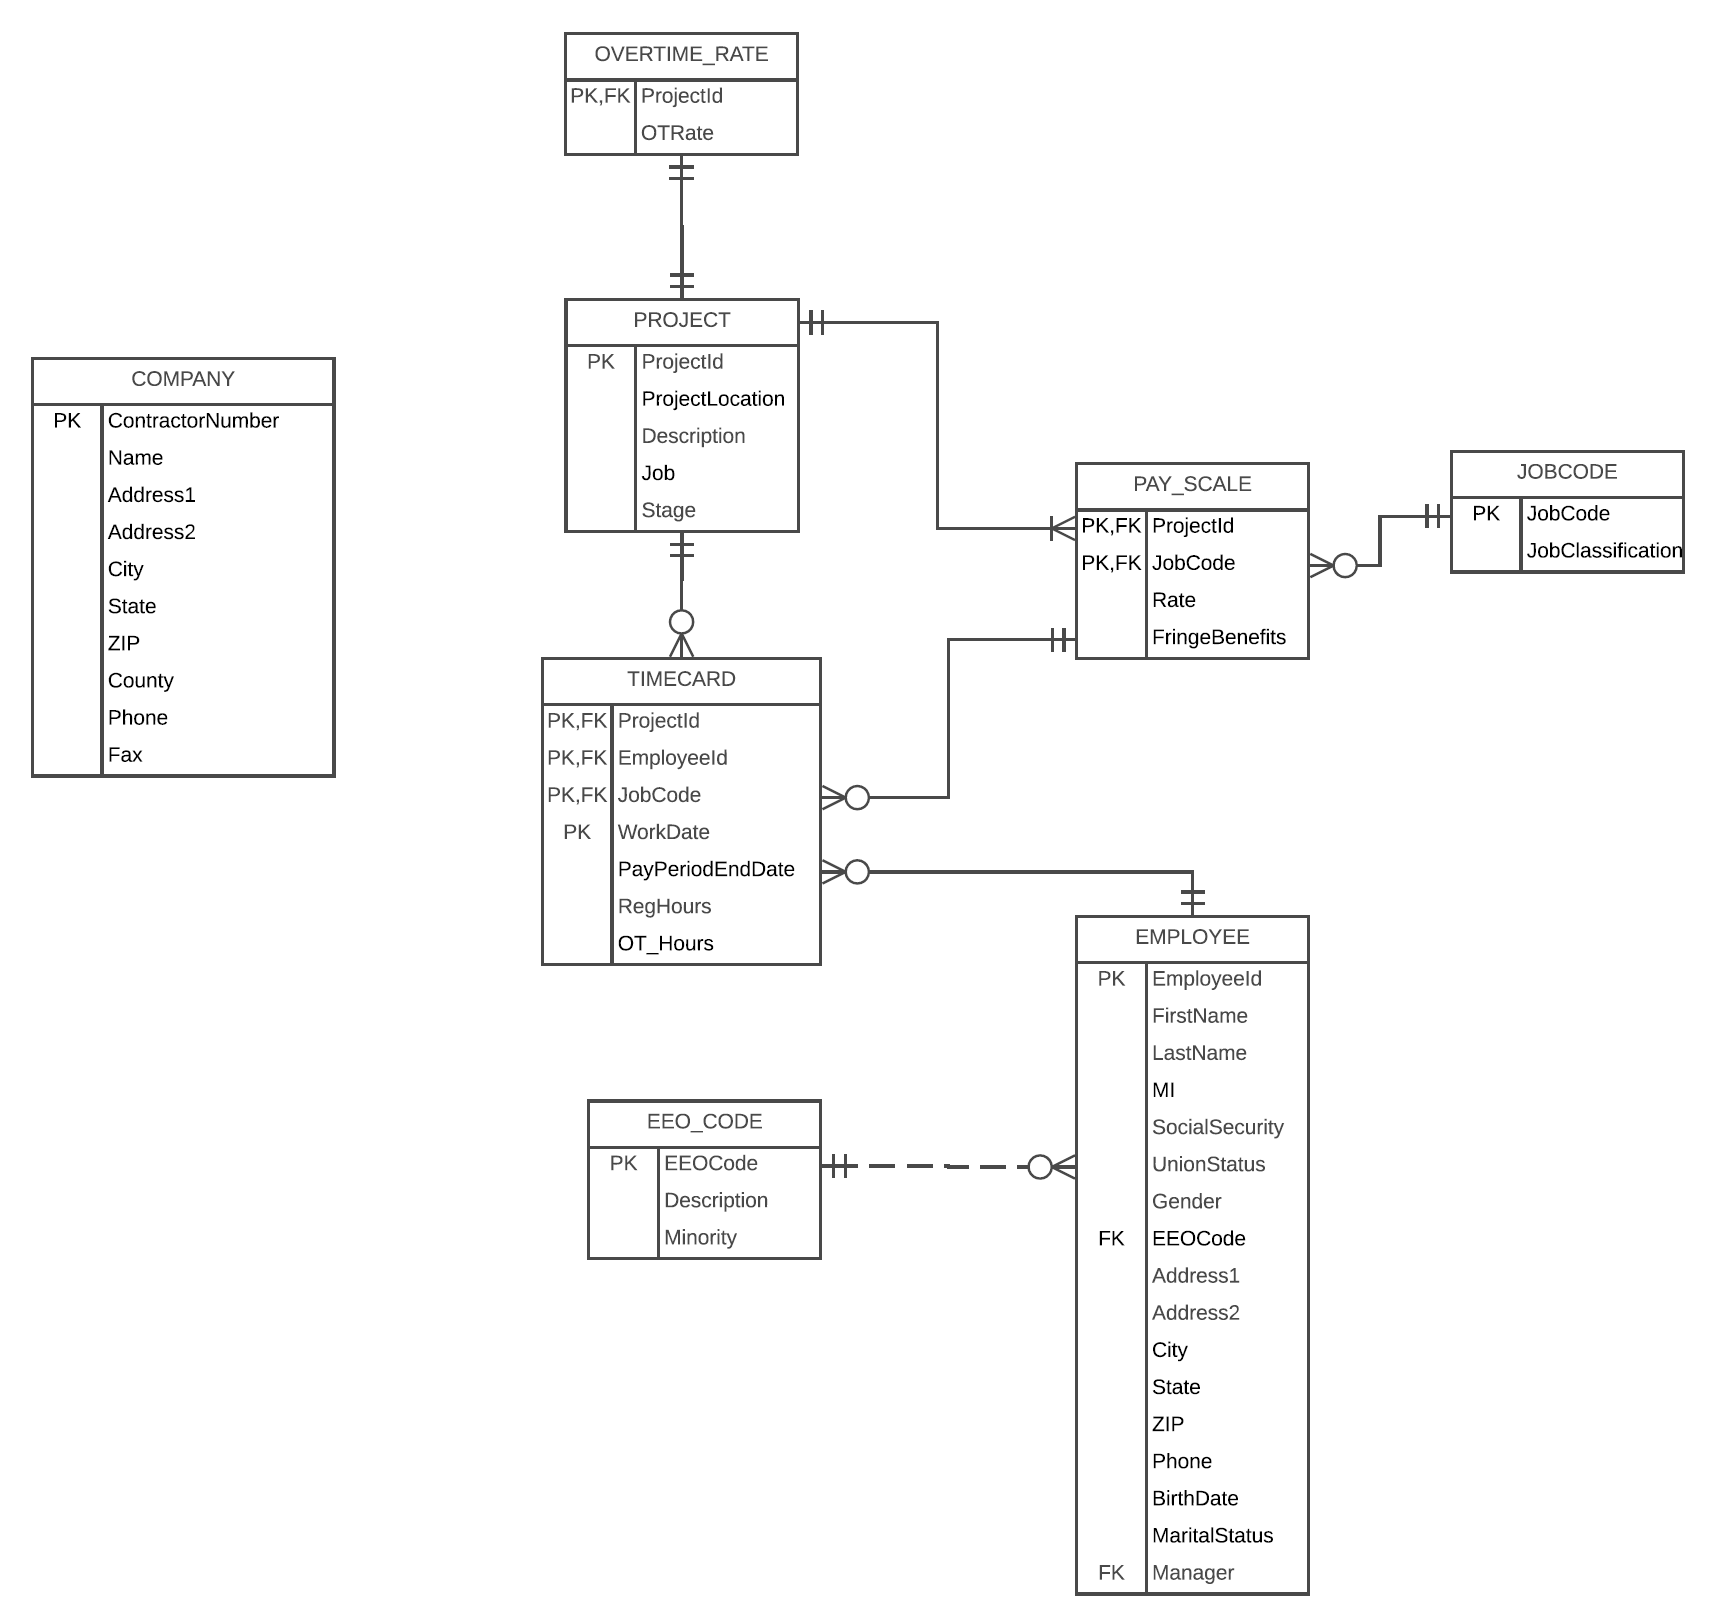 OVERTIME_RATE
PK,FK ProjectId
OTRate
PROJECT
PK ProjectId
ProjectLocation
Description
Job
Stage
COMPANY
PK ContractorNumber
Name
Address1
Address2
City
State
ZIP
County
Phone
Fax
PAY_SCALE
PK,FK ProjectId
PK,FK JobCode
Rate
FringeBenefits
JOBCODE
PK JobCode
JobClassification
TIMECARD
PK,FK ProjectId
PK,FK EmployeeId
PK,FK JobCode
PK WorkDate
PayPeriodEndDate
RegHours
OT_Hours
EMPLOYEE
PK EmployeeId
FirstName
LastName
MI
SocialSecurity
UnionStatus
Gender
FK EEOCode
Address1
Address2
City
State
ZIP
Phone
BirthDate
MaritalStatus
FK Manager
EEO_CODE
PK EEOCode
Description
Minority